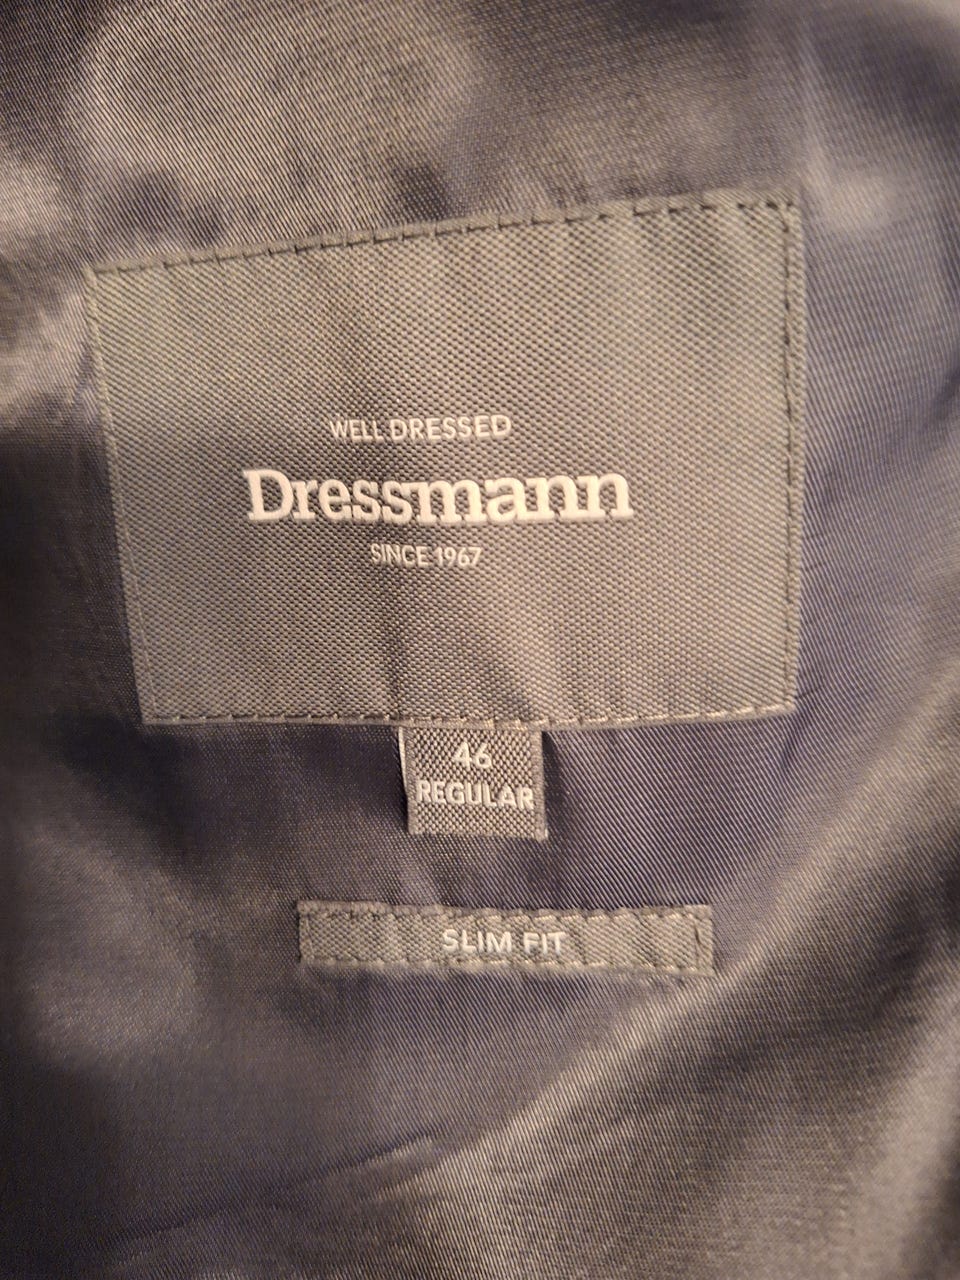 WELL DRESSED
Dressmann
SINCE 1967
46
REGULAR
SLIM FIT